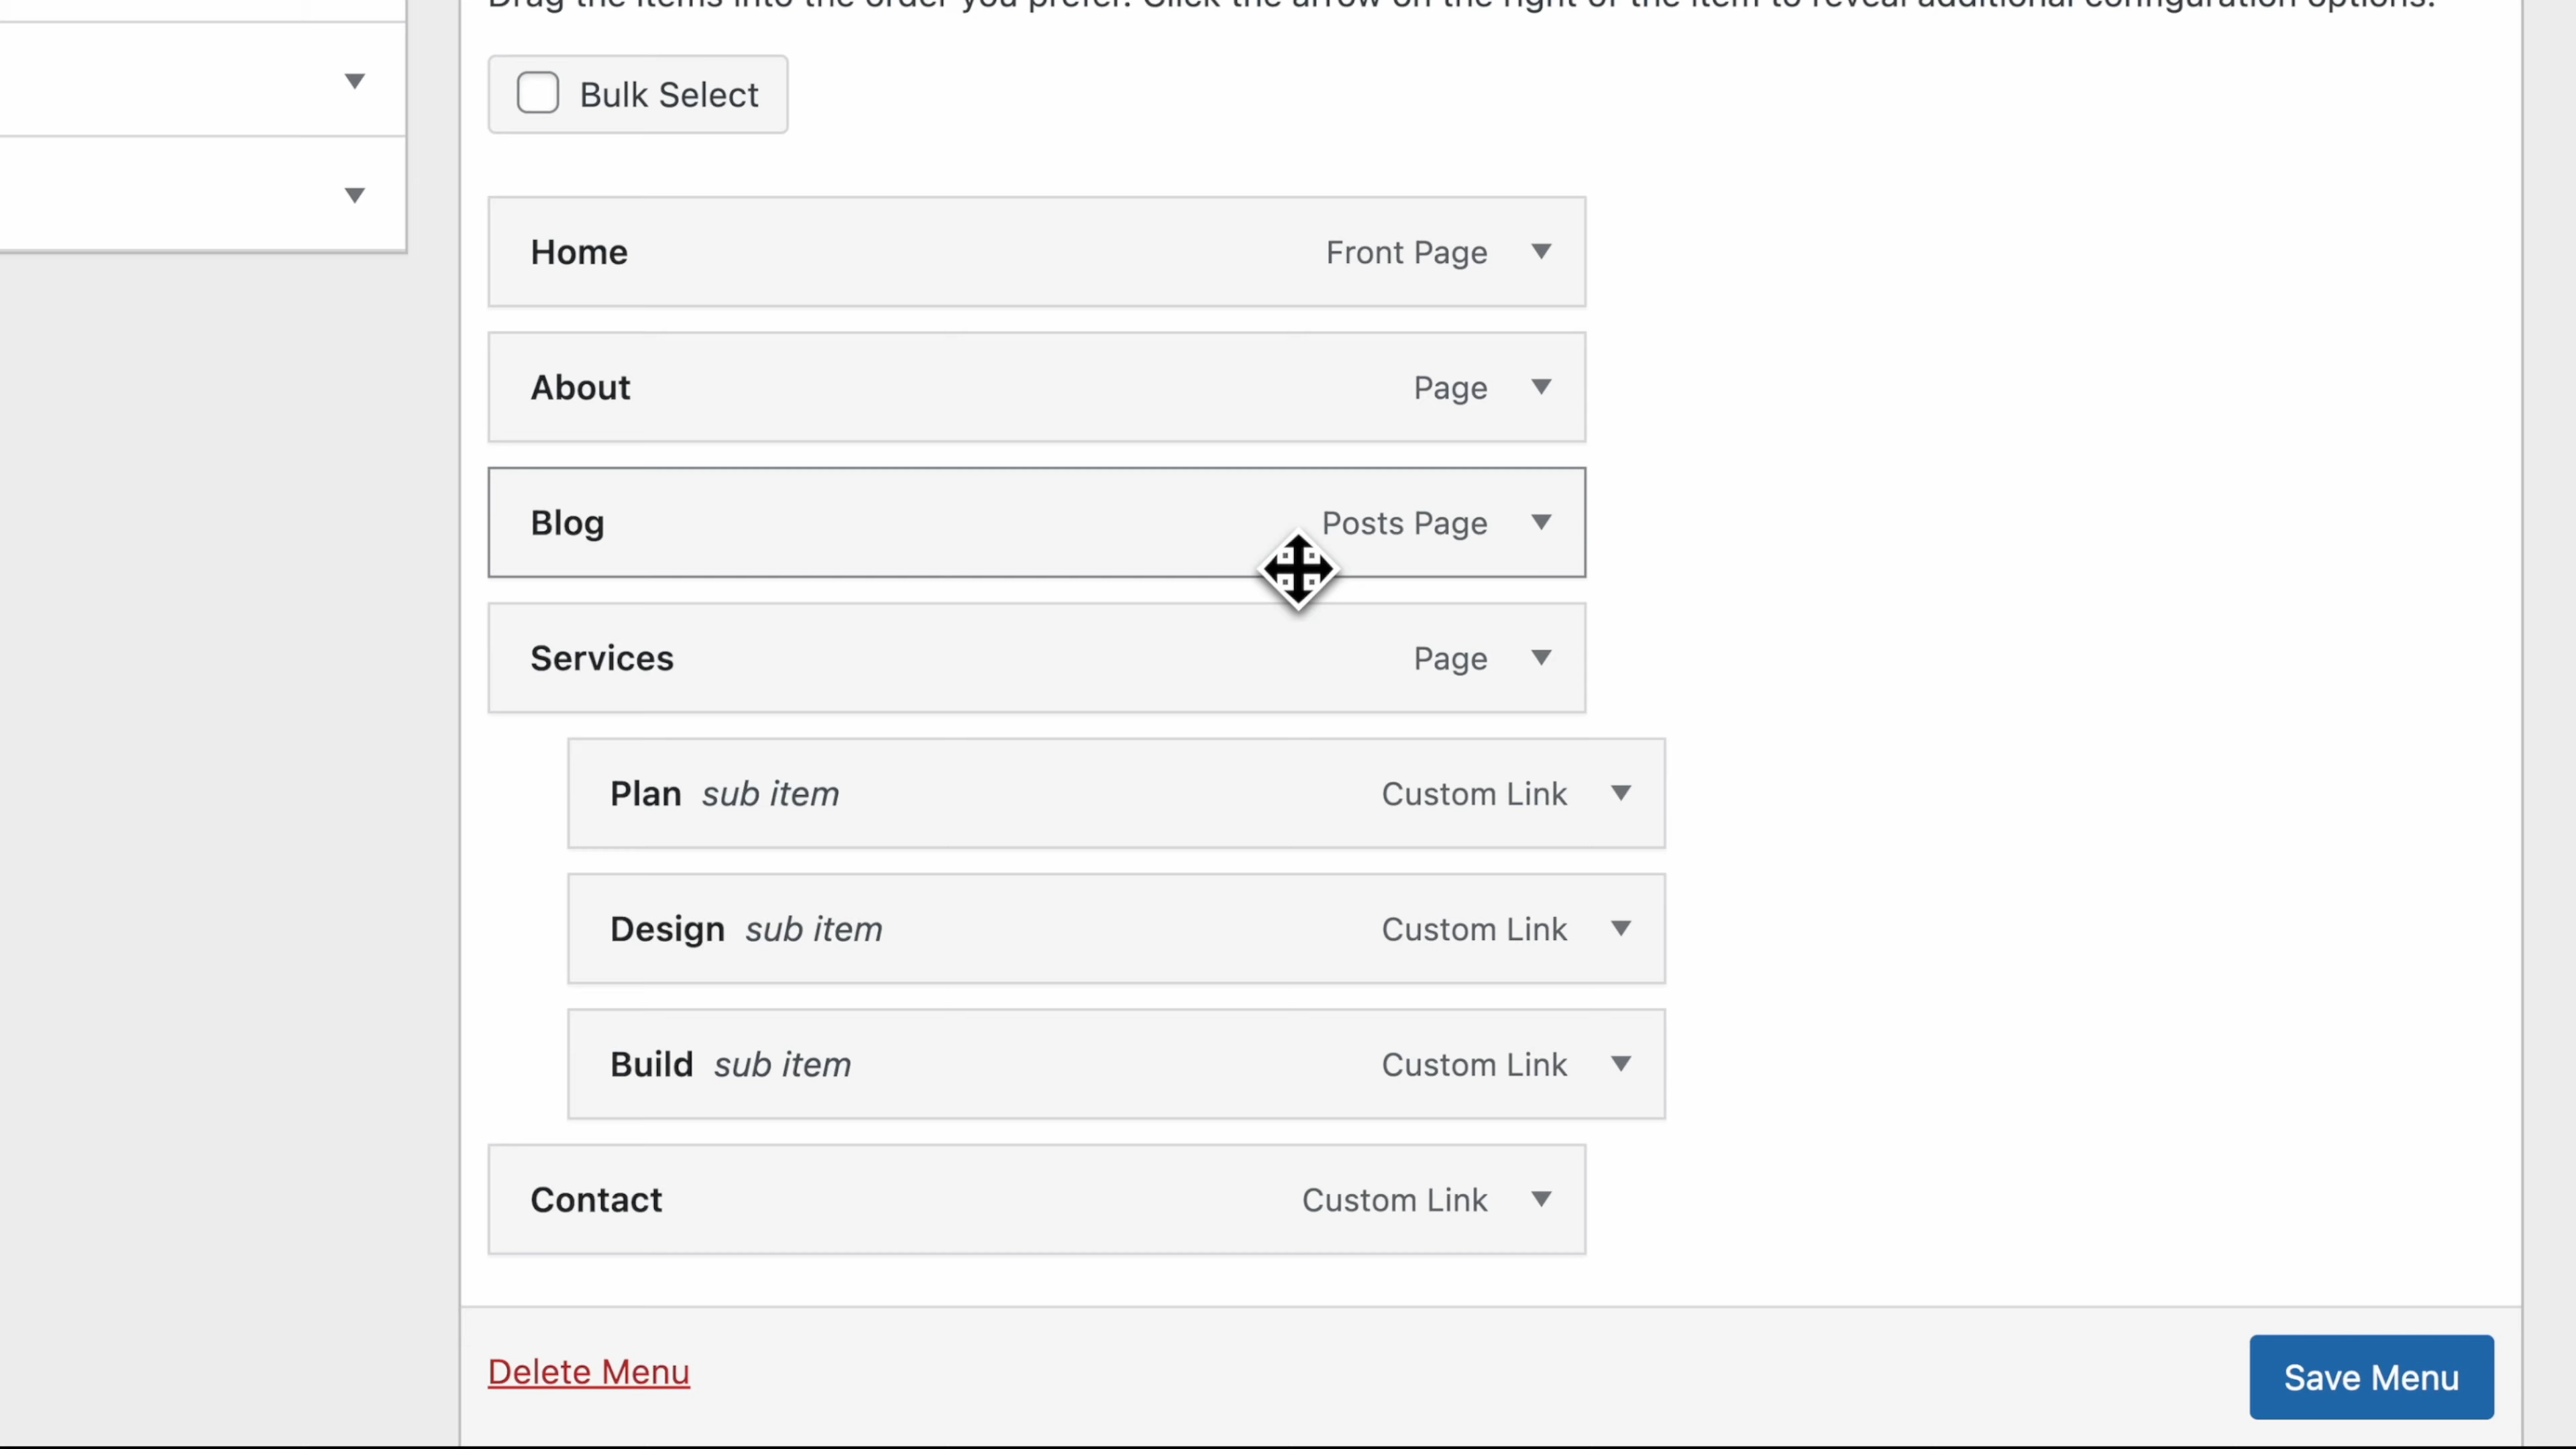 Drag the items into the order you prefer. Click the arrow on the right of the item to reveal additional configuration options.
Bulk Select
Home Front Page
About Page
Blog Posts Page
Services Page
Plan sub item Custom Link
Design sub item Custom Link
Build sub item Custom Link
Contact Custom Link
Delete Menu Save Menu